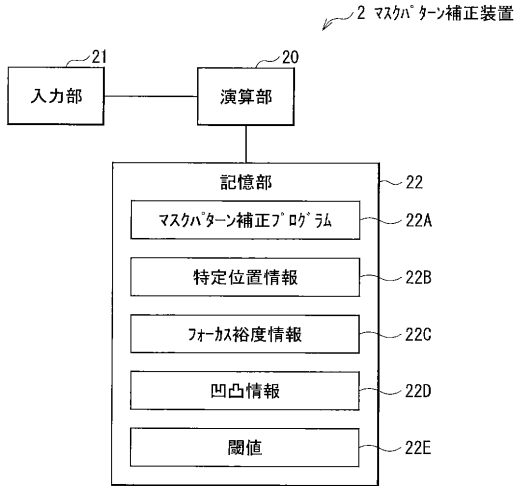 2 ﾏｽｸﾊﾟﾀｰﾝ補正装置
21
20
入力部
演算部
記憶部
22
ﾏｽｸﾊﾟﾀｰﾝ補正ﾌﾟﾛｸﾞﾗﾑ
22A
特定位置情報
22B
ﾌｫｰｶｽ裕度情報
22C
凹凸情報
22D
閾値
22E